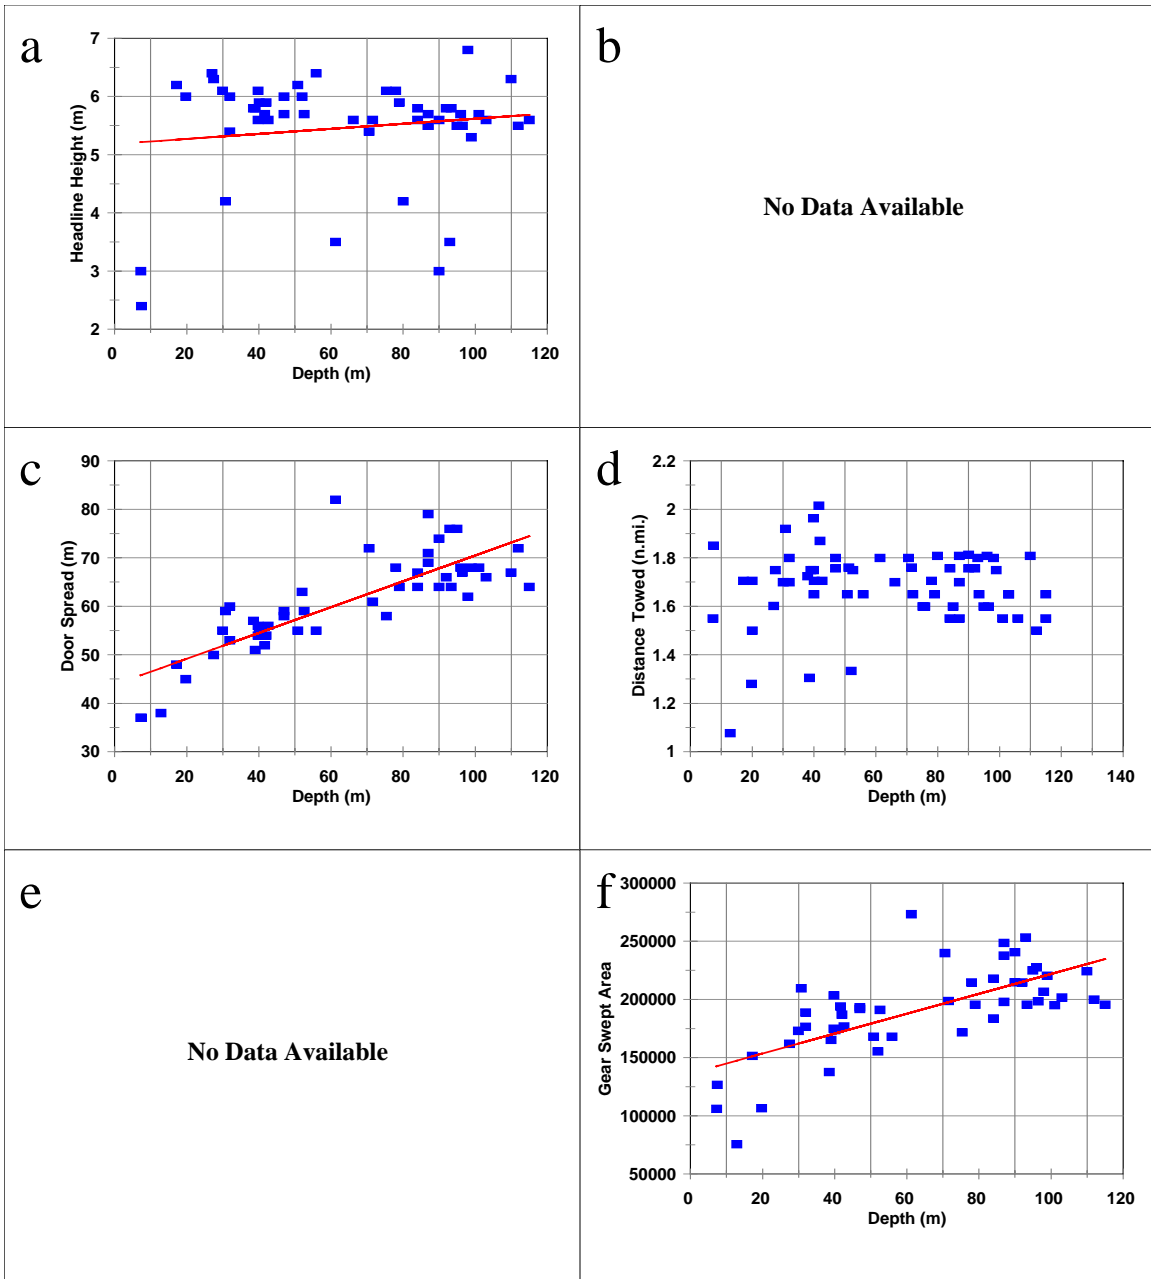 a
7
6
5
4
3
2
Headline Height (m)
0 20 40 60 80 100 120
Depth (m)
b
No Data Available
c
90
80
70
60
50
40
30
Door Spread (m)
0 20 40 60 80 100 120
Depth (m)
d
2.2
2
1.8
1.6
1.4
1.2
1
Distance Towed (n.mi.)
0 20 40 60 80 100 120 140
Depth (m)
e
No Data Available
f
300000
250000
200000
150000
100000
50000
Gear Swept Area
0 20 40 60 80 100 120
Depth (m)